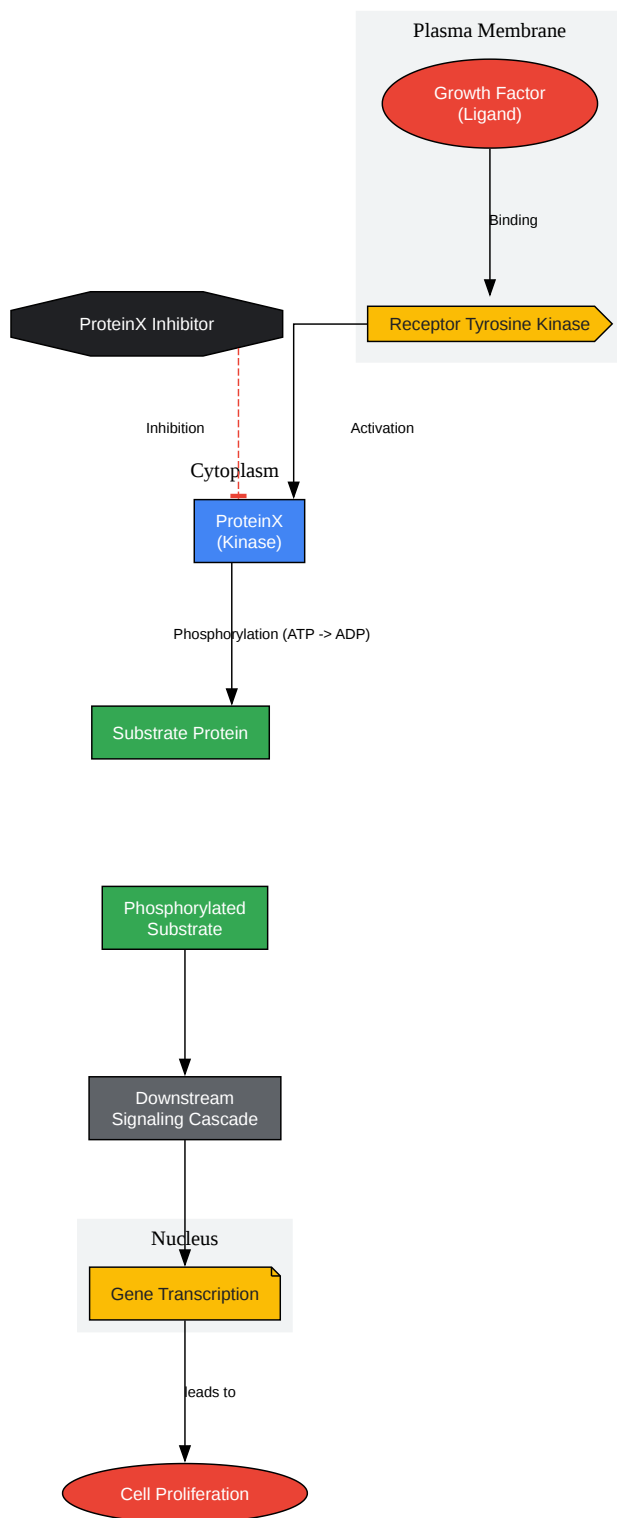 Plasma Membrane
Growth Factor
(Ligand)
Binding
ProteinX Inhibitor
Receptor Tyrosine Kinase
Inhibition
Activation
Cytoplasm
ProteinX
(Kinase)
Phosphorylation (ATP -> ADP)
Substrate Protein
Phosphorylated
Substrate
Downstream
Signaling Cascade
Nucleus
Gene Transcription
leads to
Cell Proliferation